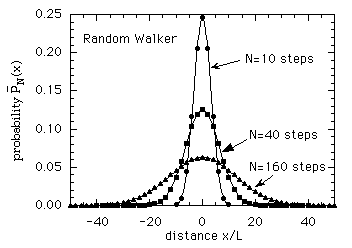 0.25
0.20
0.15
0.10
0.05
0.00
probability P̄N(x)
Random Walker
N=10 steps
N=40 steps
N=160 steps
-40 -20 0 20 40
distance x/L